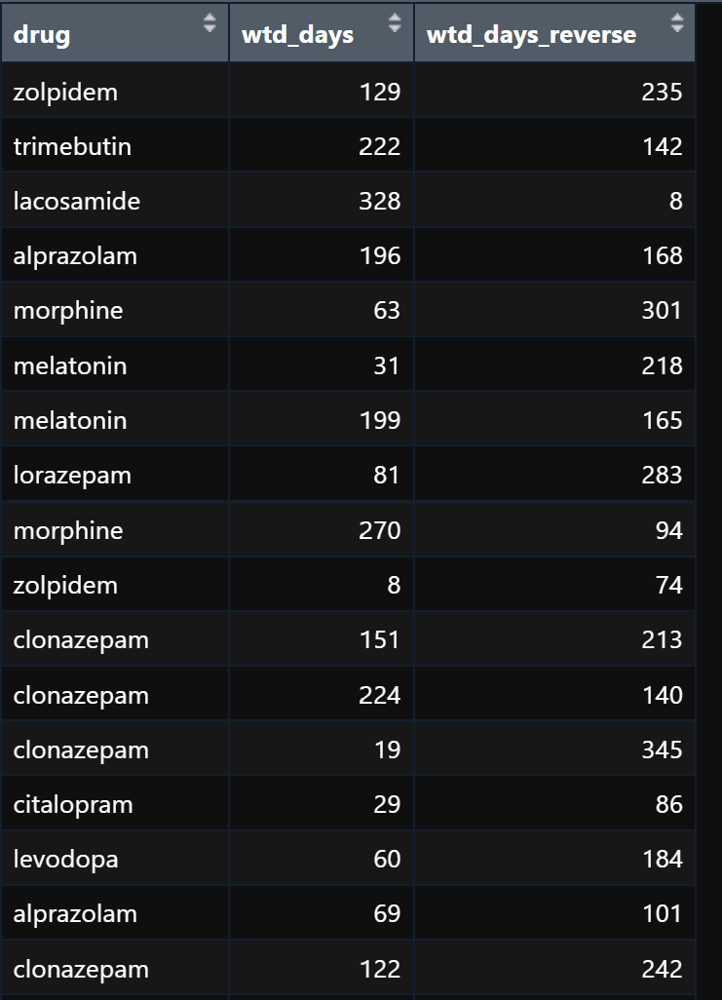 drug wtd_days wtd_days_reverse
zolpidem 129 235
trimebutin 222 142
lacosamide 328 8
alprazolam 196 168
morphine 63 301
melatonin 31 218
melatonin 199 165
lorazepam 81 283
morphine 270 94
zolpidem 8 74
clonazepam 151 213
clonazepam 224 140
clonazepam 19 345
citalopram 29 86
levodopa 60 184
alprazolam 69 101
clonazepam 122 242